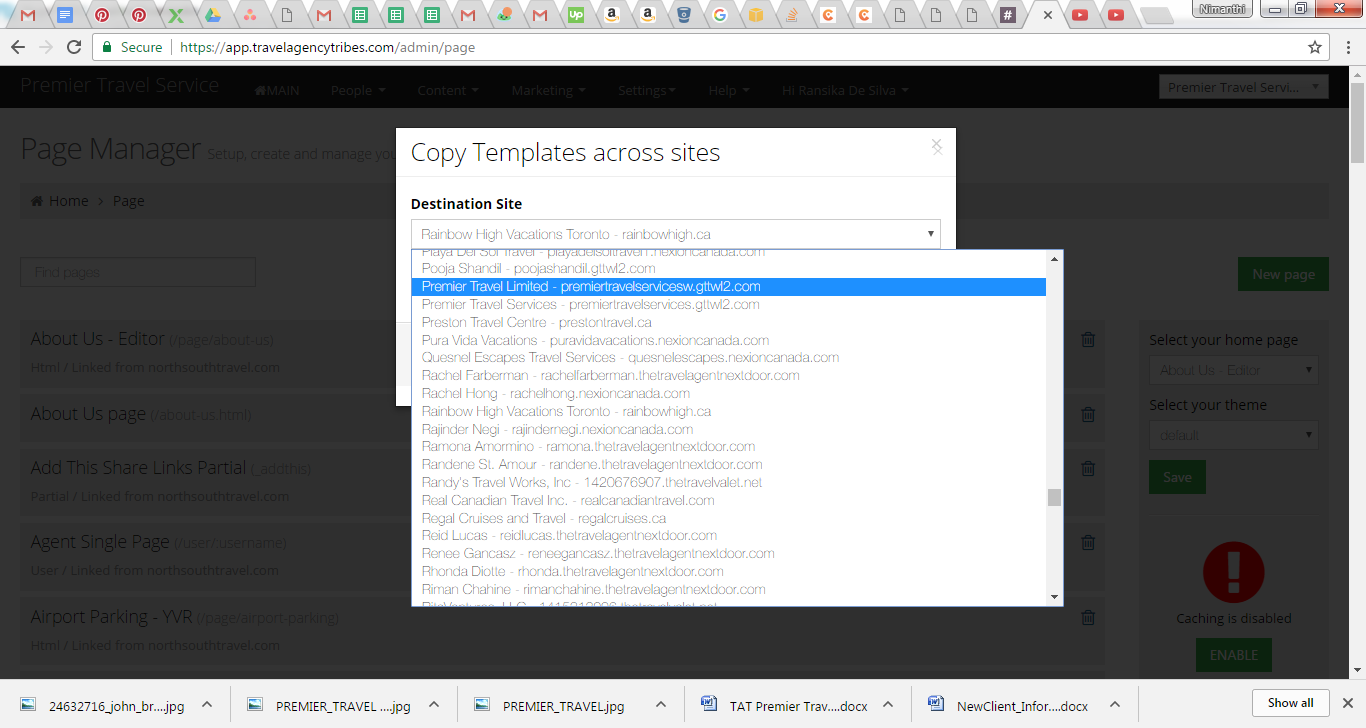 Nimanthi
Secure https://app.travelagencytribes.com/admin/page
Premier Travel Service MAIN People Content Marketing Settings Help Hi Ransika De Silva Premier Travel Servi...
Page Manager Setup, create and manage you
Copy Templates across sites
Home > Page
Destination Site
Rainbow High Vacations Toronto - rainbowhigh.ca
Playa Del Sol Travel - playadelsoltravel1.nexioncanada.com
Pooja Shandil - poojashandil.gttwl2.com
Premier Travel Limited - premiertravelservicesw.gttwl2.com
Premier Travel Services - premiertravelservices.gttwl2.com
Preston Travel Centre - prestontravel.ca
Pura Vida Vacations - puravidavacations.nexioncanada.com
Quesnel Escapes Travel Services - quesnelescapes.nexioncanada.com
Rachel Farberman - rachelfarberman.thetravelagentnextdoor.com
Rachel Hong - rachelhong.nexioncanada.com
Rainbow High Vacations Toronto - rainbowhigh.ca
Rajinder Negi - rajindernegi.nexioncanada.com
Ramona Amormino - ramona.thetravelagentnextdoor.com
Randene St. Amour - randene.thetravelagentnextdoor.com
Randy's Travel Works, Inc - 1420676907.thetravelvalet.net
Real Canadian Travel Inc. - realcanadiantravel.com
Regal Cruises and Travel - regalcruises.ca
Reid Lucas - reidlucas.thetravelagentnextdoor.com
Renee Gancasz - reneegancasz.thetravelagentnextdoor.com
Rhonda Diotte - rhonda.thetravelagentnextdoor.com
Riman Chahine - rimanchahine.thetravelagentnextdoor.com
Find pages
New page
About Us - Editor (/page/about-us)
Html / Linked from northsouthtravel.com
About Us page (/about-us.html)
Add This Share Links Partial (_addthis)
Partial / Linked from northsouthtravel.com
Agent Single Page (/user/:username)
User / Linked from northsouthtravel.com
Airport Parking - YVR (/page/airport-parking)
Html / Linked from northsouthtravel.com
Select your home page
About Us - Editor
Select your theme
default
Save
Caching is disabled
ENABLE
24632716_john_br....jpg PREMIER_TRAVEL ....jpg PREMIER_TRAVEL.jpg TAT Premier Trav....docx NewClient_Infor....docx Show all